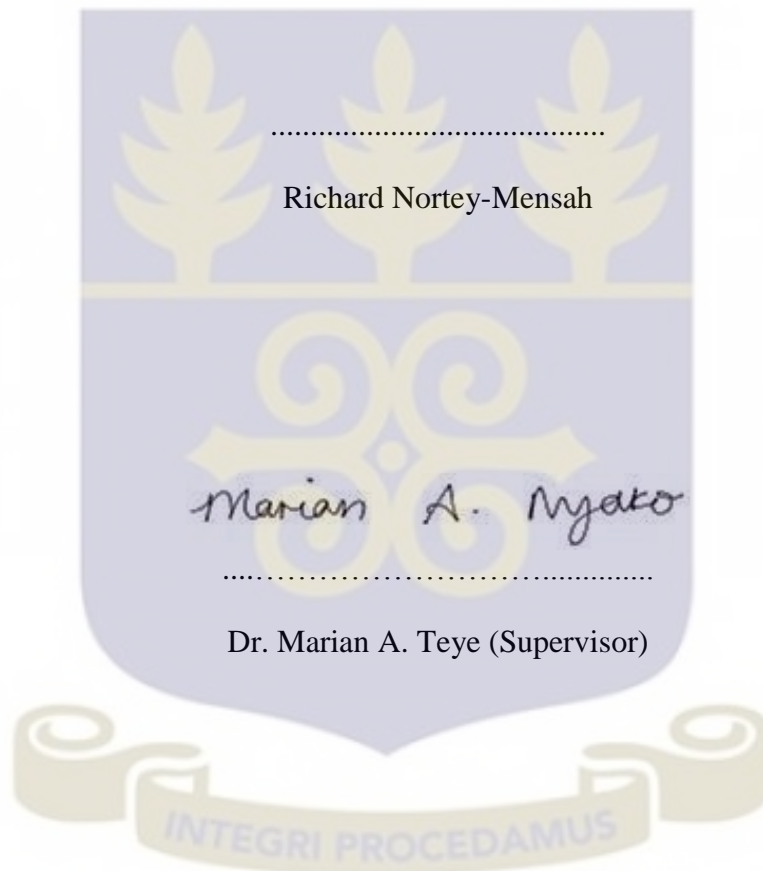 ..........................................
Richard Nortey-Mensah
Marian A. Nyako
.....................................................
Dr. Marian A. Teye (Supervisor)
INTEGRI PROCEDAMUS